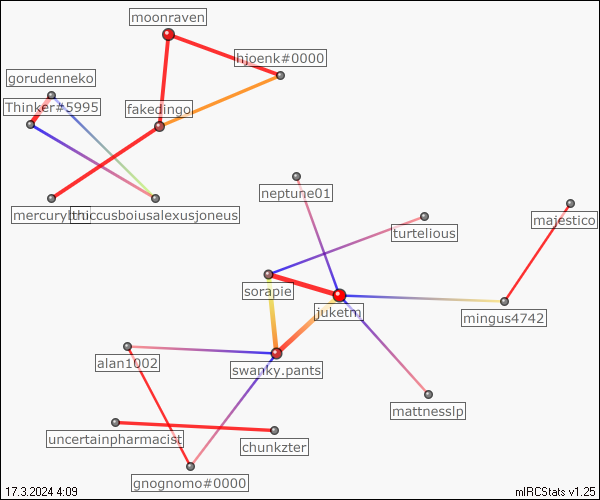 moonraven
hjoenk#0000
gorudenneko
Thinker#5995
fakedingo
neptune01
thiccusboiusalexusjoneus
majestico
turtelious
sorapie
juketm
mingus4742
alan1002
swanky.pants
mattnesslp
uncertainpharmacist
chunkzter
gnognomo#0000
17.3.2024 4:09
mIRCStats v1.25